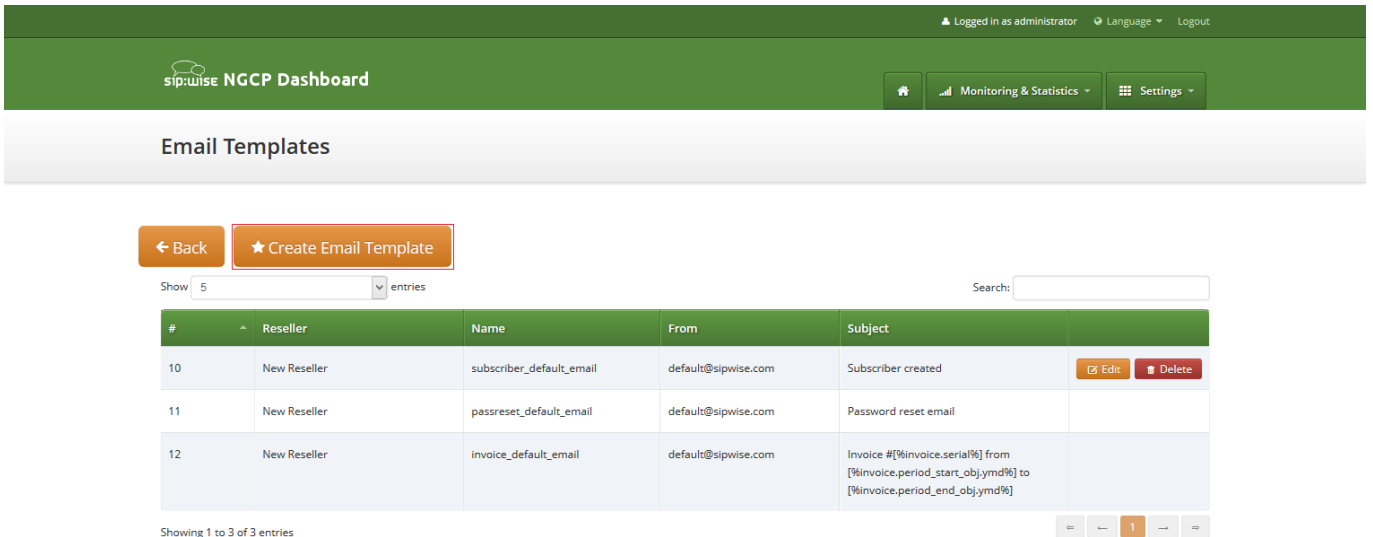 Logged in as administrator Language Logout
sip:wise NGCP Dashboard
Monitoring & Statistics Settings
Email Templates
Back Create Email Template
Show 5 entries Search:
# Reseller Name From Subject
10 New Reseller subscriber_default_email default@sipwise.com Subscriber created Edit Delete
11 New Reseller passreset_default_email default@sipwise.com Password reset email
12 New Reseller invoice_default_email default@sipwise.com Invoice #[%invoice.serial%] from
[%invoice.period_start_obj.ymd%] to
[%invoice.period_end_obj.ymd%]
Showing 1 to 3 of 3 entries ⇐ ← 1 → ⇒